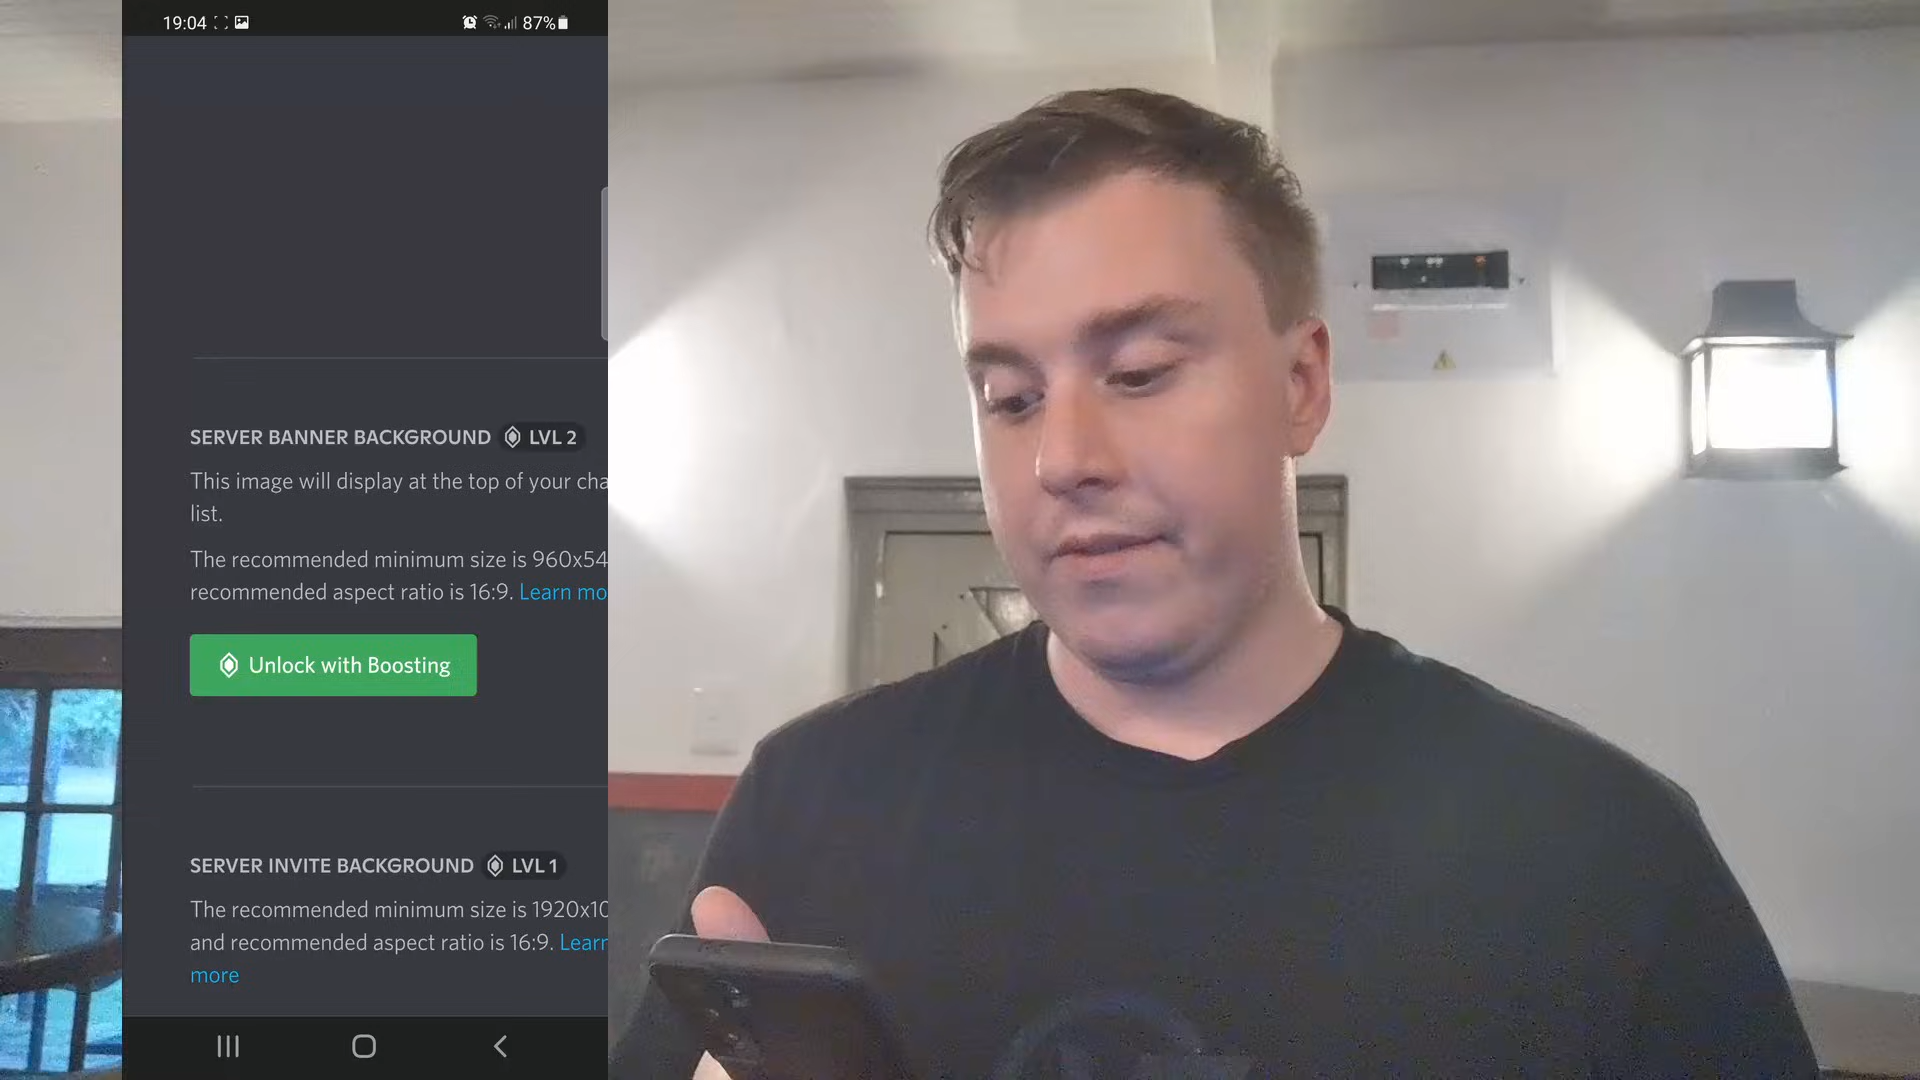 19:04 87%
SERVER BANNER BACKGROUND LVL 2
This image will display at the top of your cha
list.
The recommended minimum size is 960x54
recommended aspect ratio is 16:9. Learn mo
Unlock with Boosting
SERVER INVITE BACKGROUND LVL 1
The recommended minimum size is 1920x10
and recommended aspect ratio is 16:9. Learn
more